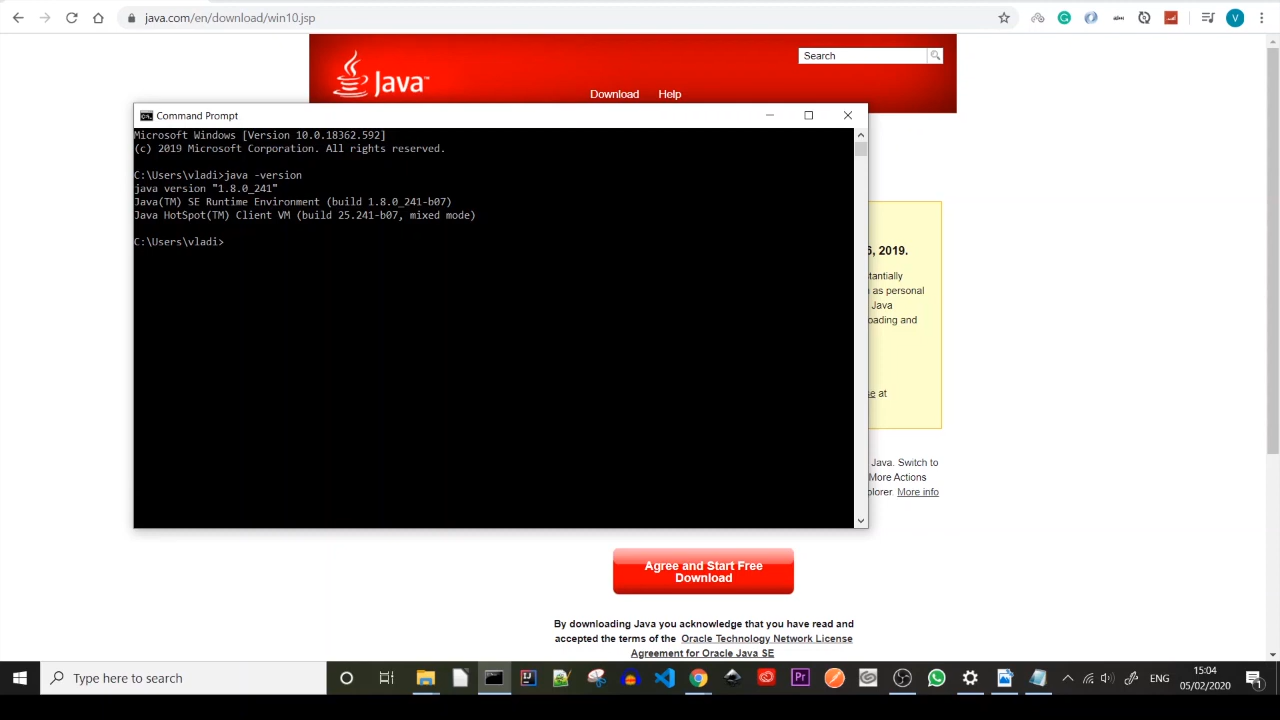 java.com/en/download/win10.jsp
V
Java™
Search
Download Help
Command Prompt
Microsoft Windows [Version 10.0.18362.592]
(c) 2019 Microsoft Corporation. All rights reserved.
C:\Users\vladi>java -version
java version "1.8.0_241"
Java(TM) SE Runtime Environment (build 1.8.0_241-b07)
Java HotSpot(TM) Client VM (build 25.241-b07, mixed mode)
C:\Users\vladi>
6, 2019.
tantially
as personal
Java
oading and
se at
Java. Switch to
More Actions
plorer. More info
Agree and Start Free
Download
By downloading Java you acknowledge that you have read and
accepted the terms of the Oracle Technology Network License
Agreement for Oracle Java SE
Type here to search
Pr
ENG
15:04
05/02/2020
1